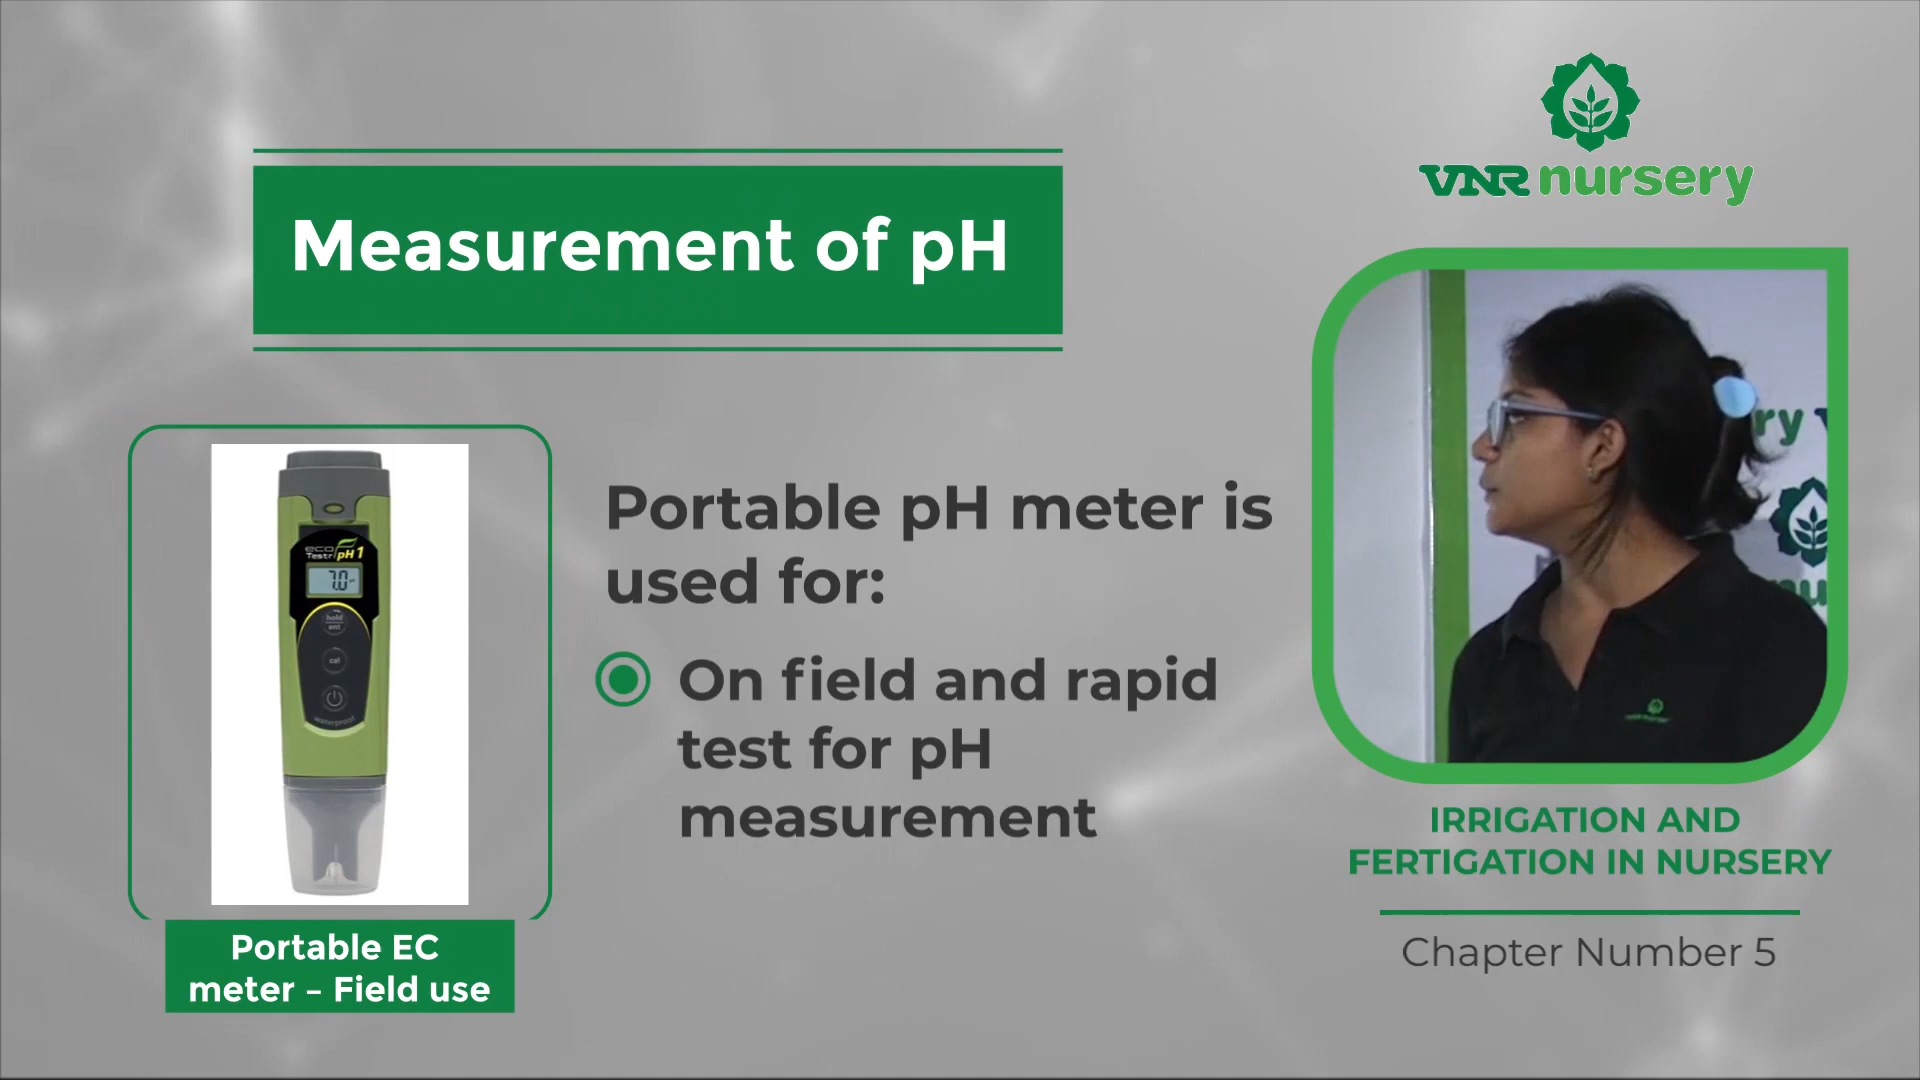 VNR nursery
Measurement of pH
eco
Testr pH 1
7.0
hold
ent
cal
waterproof
Portable EC
meter – Field use
Portable pH meter is
used for:
On field and rapid
test for pH
measurement
ry
nu
IRRIGATION AND
FERTIGATION IN NURSERY
Chapter Number 5